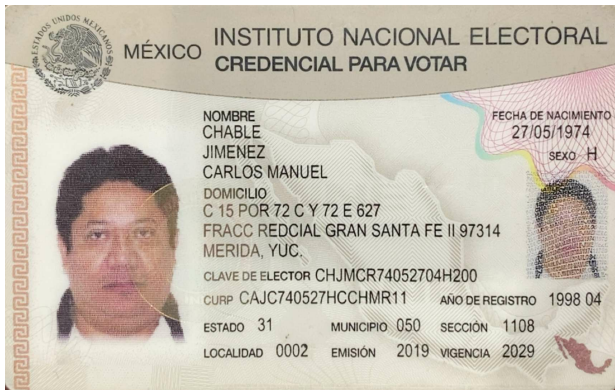 ESTADOS UNIDOS MEXICANOS
MÉXICO INSTITUTO NACIONAL ELECTORAL
CREDENCIAL PARA VOTAR
NOMBRE
CHABLE
JIMENEZ
CARLOS MANUEL
FECHA DE NACIMIENTO
27/05/1974
SEXO H
DOMICILIO
C 15 POR 72 C Y 72 E 627
FRACC REDCIAL GRAN SANTA FE II 97314
MERIDA, YUC.
CLAVE DE ELECTOR CHJMCR74052704H200
CURP CAJC740527HCCHMR11 AÑO DE REGISTRO 1998 04
ESTADO 31 MUNICIPIO 050 SECCIÓN 1108
LOCALIDAD 0002 EMISIÓN 2019 VIGENCIA 2029